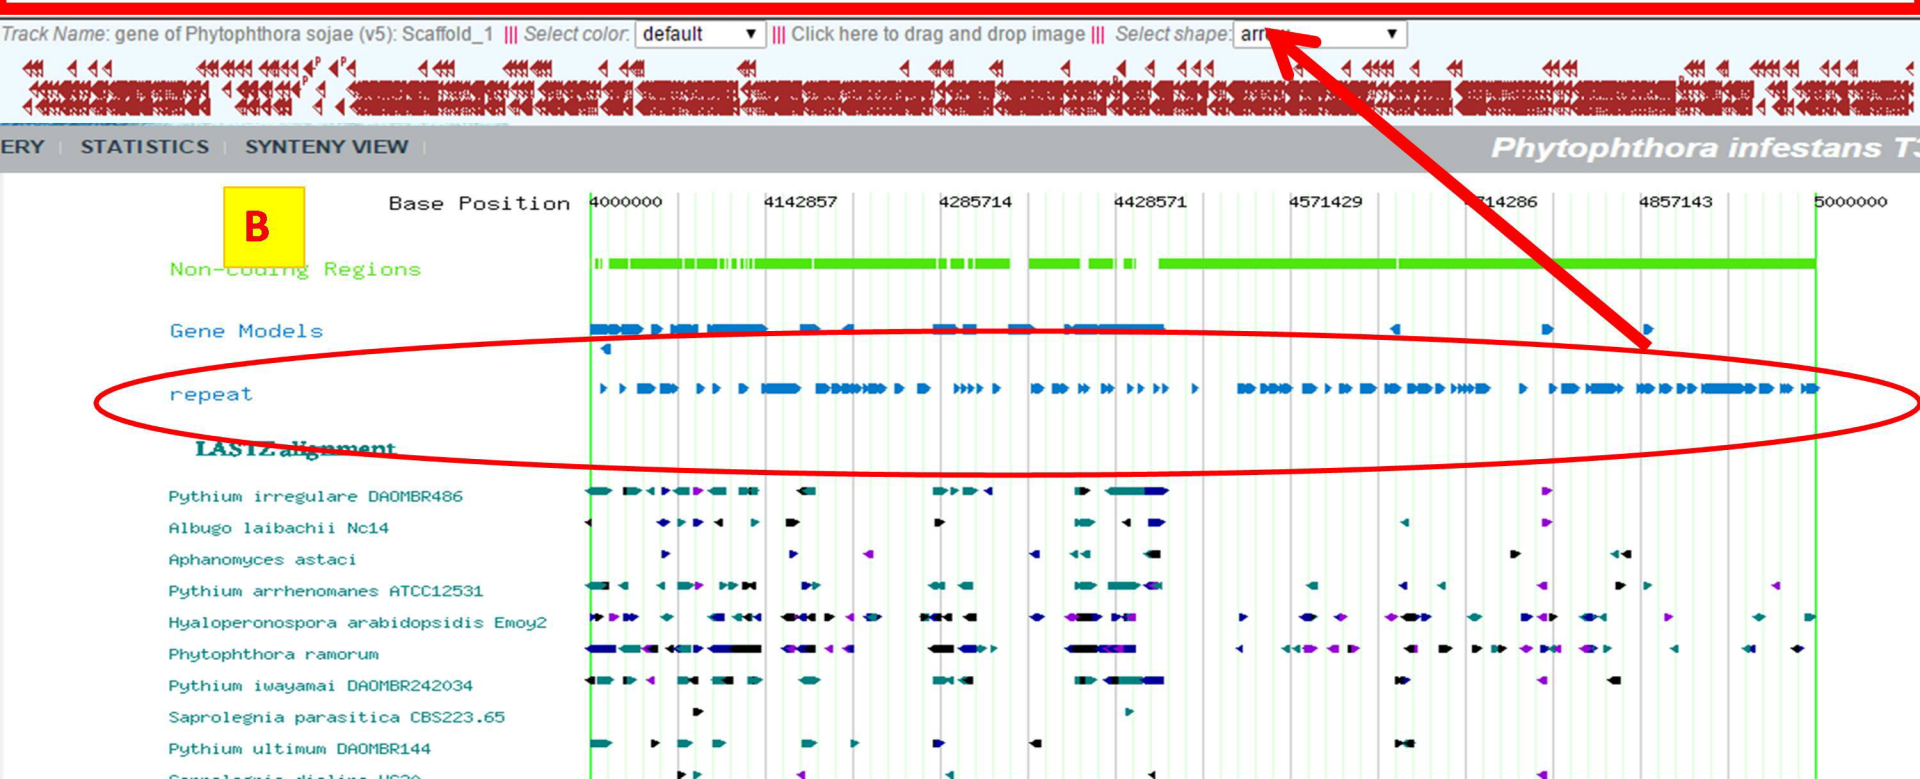 Track Name: gene of Phytophthora sojae (v5): Scaffold_1 ||| Select color: default ||| Click here to drag and drop image ||| Select shape:
ERY | STATISTICS | SYNTENY VIEW |
Phytophthora infestans
B
Base Position 4000000 4142857 4285714 4428571 4571429 4857143 5000000
Non-coding Regions
Gene Models
repeat
LASTZ alignment
Pythium irregulare DAOMBR486
Albugo laibachii Nc14
Aphanomyces astaci
Pythium arrhenomanes ATCC12531
Hyaloperonospora arabidopsidis Emoy2
Phytophthora ramorum
Pythium iwayamai DAOMBR242034
Saprolegnia parasitica CBS223.65
Pythium ultimum DAOMBR144